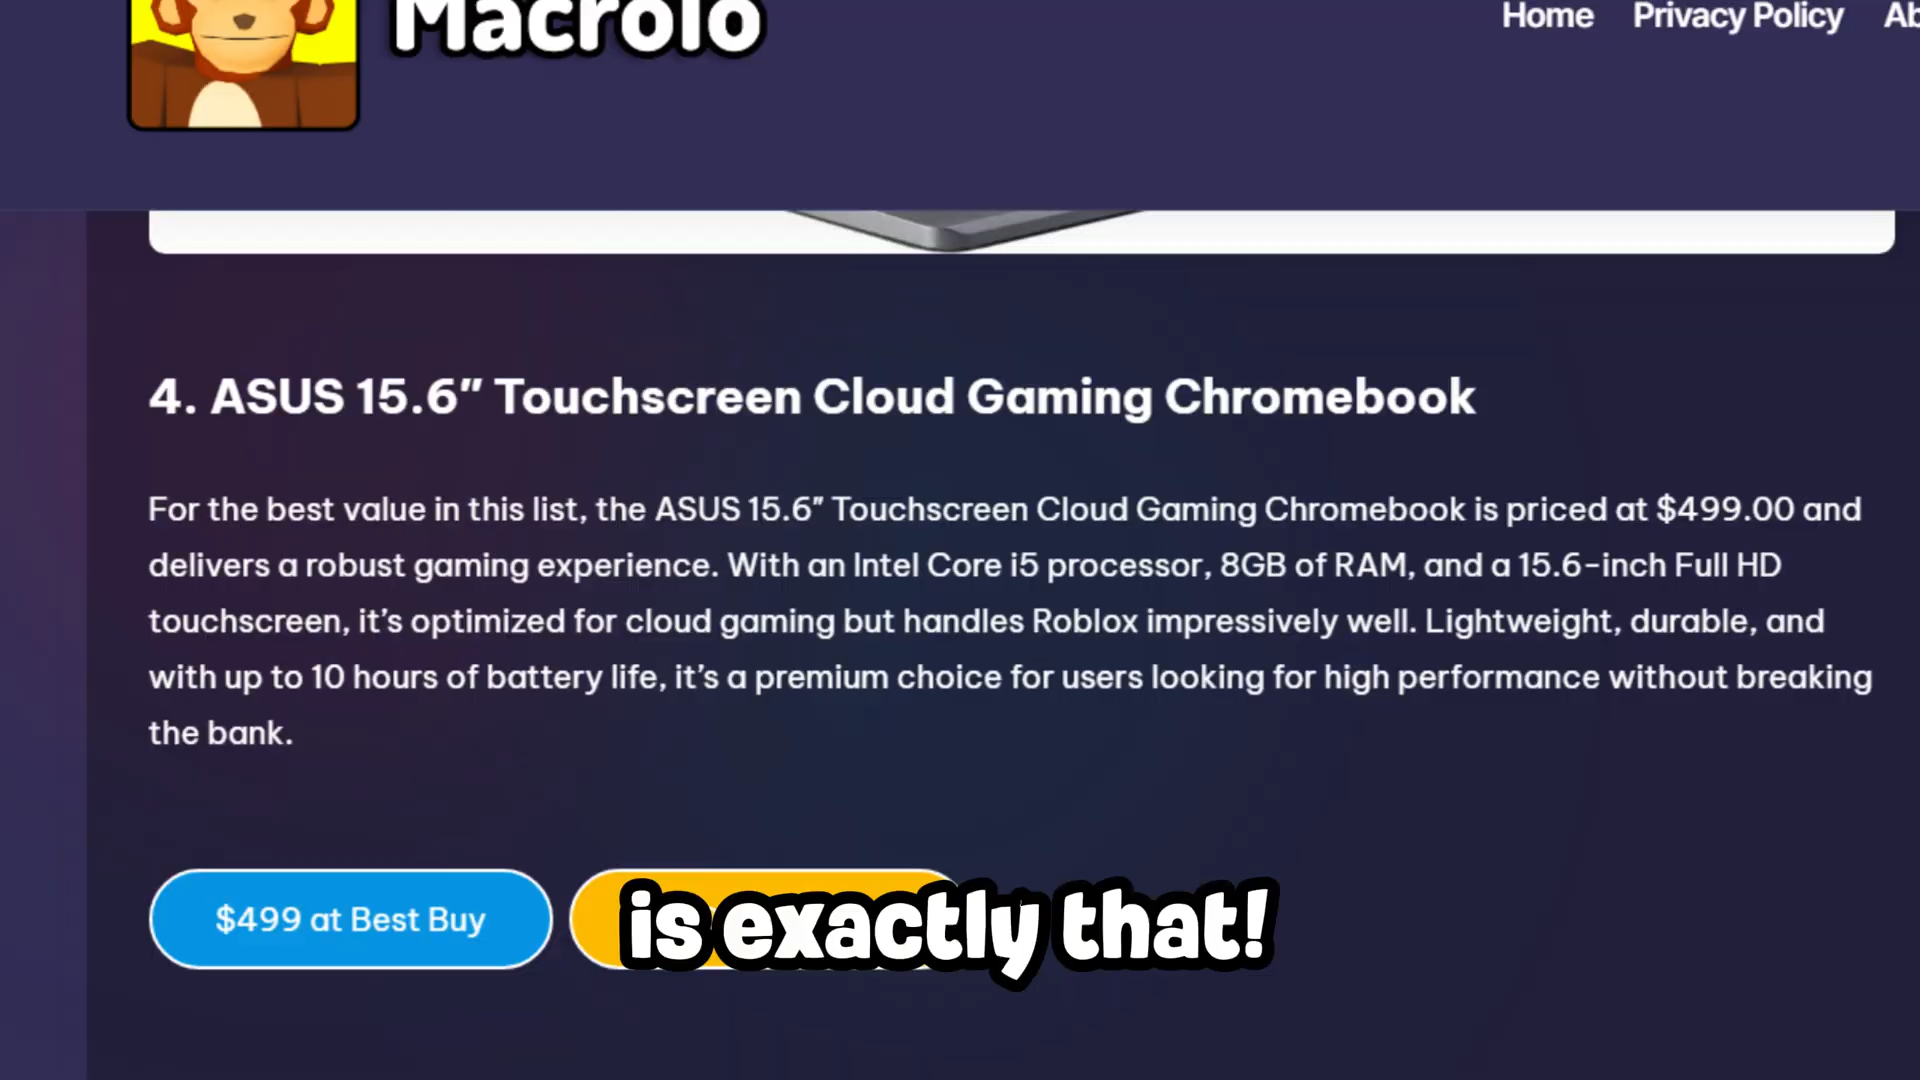 Macrolo
Home Privacy Policy Ab
4. ASUS 15.6″ Touchscreen Cloud Gaming Chromebook
For the best value in this list, the ASUS 15.6″ Touchscreen Cloud Gaming Chromebook is priced at $499.00 and
delivers a robust gaming experience. With an Intel Core i5 processor, 8GB of RAM, and a 15.6-inch Full HD
touchscreen, it’s optimized for cloud gaming but handles Roblox impressively well. Lightweight, durable, and
with up to 10 hours of battery life, it’s a premium choice for users looking for high performance without breaking
the bank.
$499 at Best Buy
is exactly that!